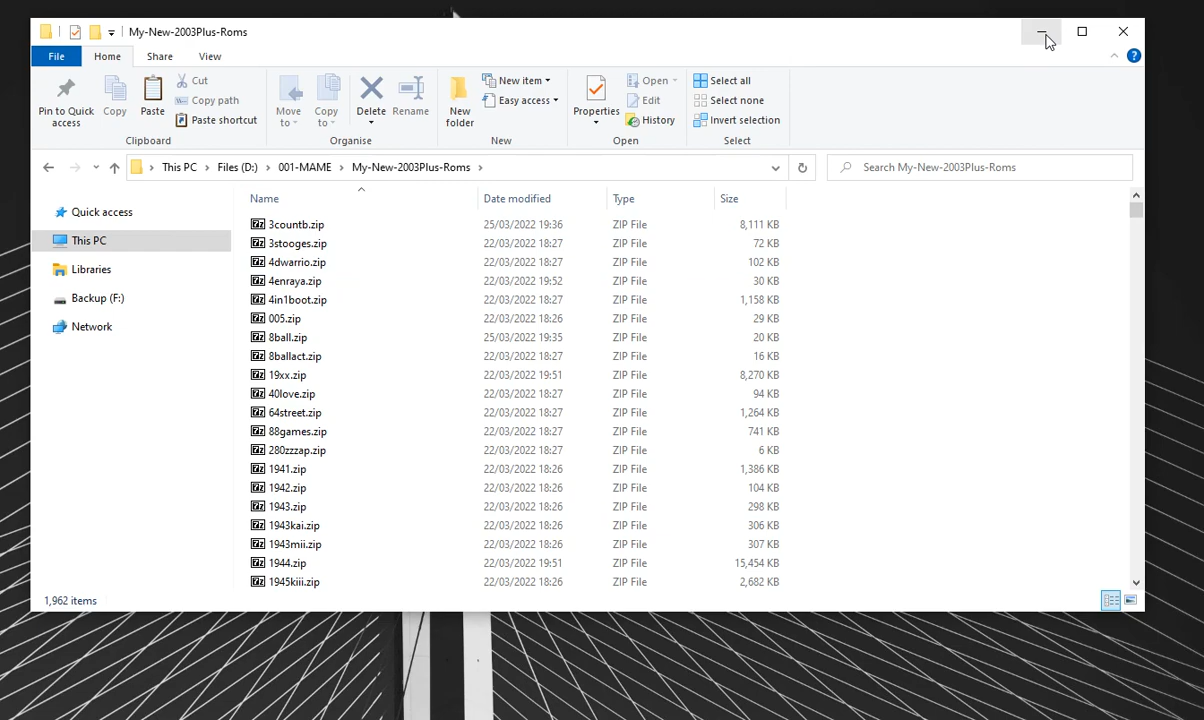 My-New-2003Plus-Roms
File Home Share View
Pin to Quick access
Copy
Paste
Cut
Copy path
Paste shortcut
Clipboard
Move to
Copy to
Delete
Rename
Organise
New folder
New item
Easy access
New
Properties
Open
Edit
History
Open
Select all
Select none
Invert selection
Select
This PC > Files (D:) > 001-MAME > My-New-2003Plus-Roms >
Search My-New-2003Plus-Roms
Quick access
This PC
Libraries
Backup (F:)
Network
Name Date modified Type Size
3countb.zip 25/03/2022 19:36 ZIP File 8,111 KB
3stooges.zip 22/03/2022 18:27 ZIP File 72 KB
4dwarrio.zip 22/03/2022 18:27 ZIP File 102 KB
4enraya.zip 22/03/2022 19:52 ZIP File 30 KB
4in1boot.zip 22/03/2022 18:27 ZIP File 1,158 KB
005.zip 22/03/2022 18:26 ZIP File 29 KB
8ball.zip 25/03/2022 19:35 ZIP File 20 KB
8ballact.zip 22/03/2022 18:27 ZIP File 16 KB
19xx.zip 22/03/2022 19:51 ZIP File 8,270 KB
40love.zip 22/03/2022 18:27 ZIP File 94 KB
64street.zip 22/03/2022 18:27 ZIP File 1,264 KB
88games.zip 22/03/2022 18:27 ZIP File 741 KB
280zzzap.zip 22/03/2022 18:27 ZIP File 6 KB
1941.zip 22/03/2022 18:26 ZIP File 1,386 KB
1942.zip 22/03/2022 18:26 ZIP File 104 KB
1943.zip 22/03/2022 18:26 ZIP File 298 KB
1943kai.zip 22/03/2022 18:26 ZIP File 306 KB
1943mii.zip 22/03/2022 18:26 ZIP File 307 KB
1944.zip 22/03/2022 19:51 ZIP File 15,454 KB
1945kiii.zip 22/03/2022 18:26 ZIP File 2,682 KB
1,962 items